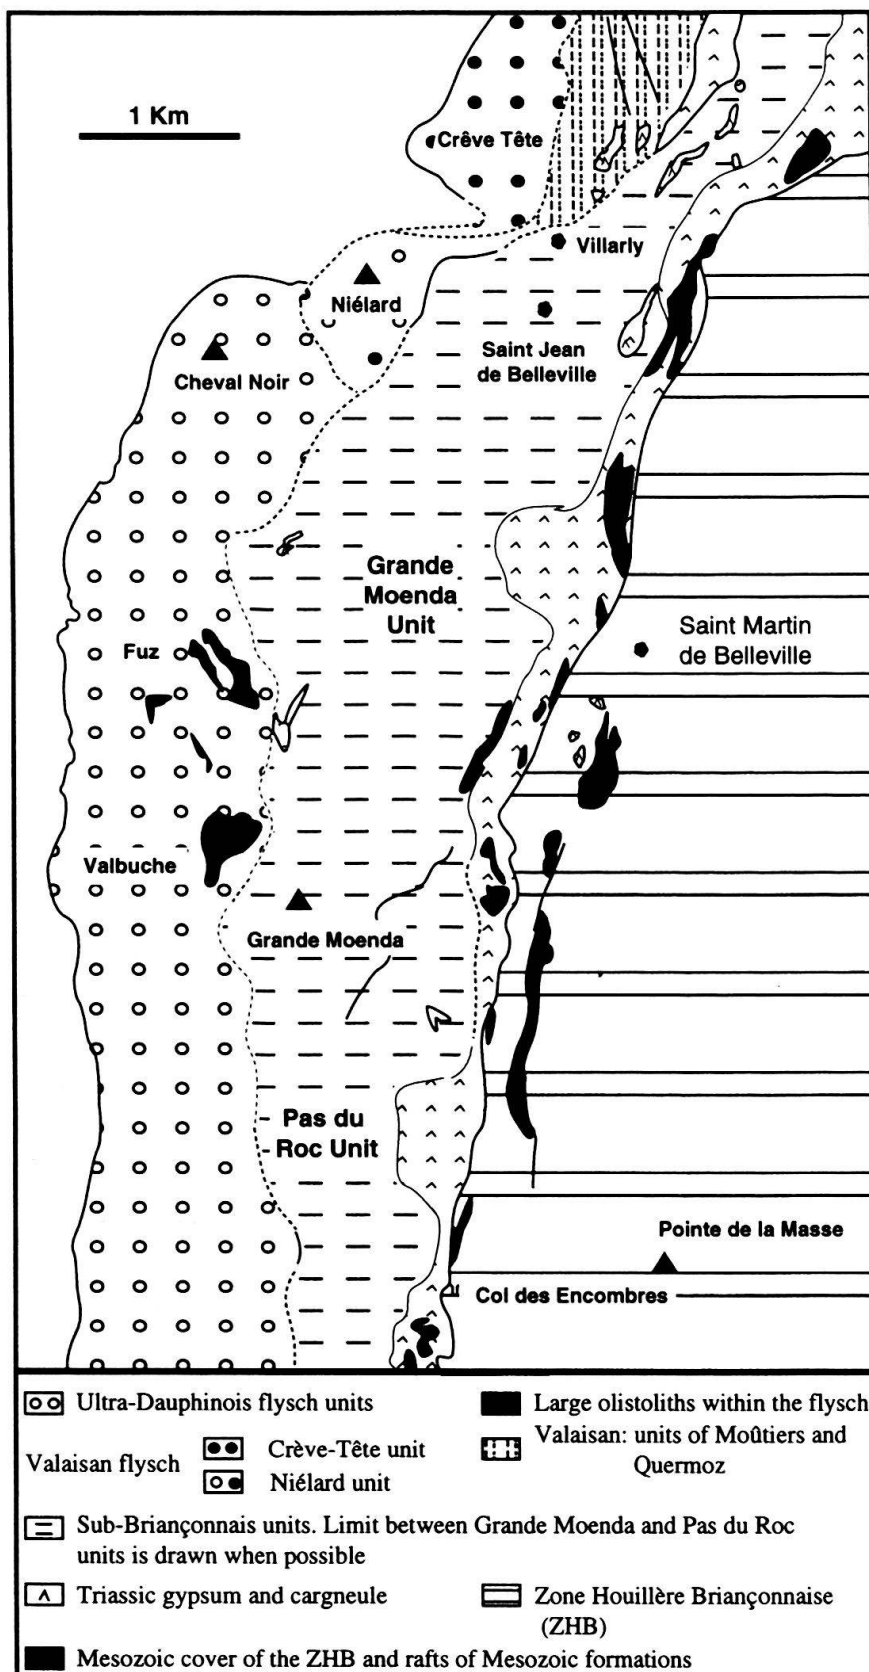 1 Km
Crêve Tête
Villarly
Niélard
Saint Jean
de Belleville
Cheval Noir
Grande
Moenda
Unit
Saint Martin
de Belleville
Fuz
Valbuche
Grande Moenda
Pas du
Roc Unit
Pointe de la Masse
Col des Encombres
Ultra-Dauphinois flysch units
Large olistoliths within the flysch
Valaisan flysch
Crève-Tête unit
Niélard unit
Valaisan: units of Moûtiers and
Quermoz
Sub-Briançonnais units. Limit between Grande Moenda and Pas du Roc
units is drawn when possible
Triassic gypsum and cargneule
Zone Houillère Briançonnaise
(ZHB)
Mesozoic cover of the ZHB and rafts of Mesozoic formations